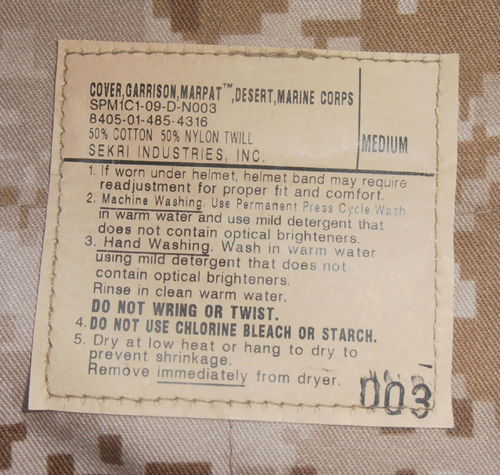 COVER,GARRISON,MARPAT™,DESERT,MARINE CORPS
SPM1C1-09-D-N003
8405-01-485-4316
50% COTTON 50% NYLON TWILL
SEKRI INDUSTRIES, INC.
MEDIUM
1. If worn under helmet, helmet band may require
readjustment for proper fit and comfort.
2. Machine Washing. Use Permanent Press Cycle Wash
in warm water and use mild detergent that
does not contain optical brighteners.
3. Hand Washing. Wash in warm water
using mild detergent that does not
contain optical brighteners.
Rinse in clean warm water.
DO NOT WRING OR TWIST.
4. DO NOT USE CHLORINE BLEACH OR STARCH.
5. Dry at low heat or hang to dry to
prevent shrinkage.
Remove immediately from dryer.
003